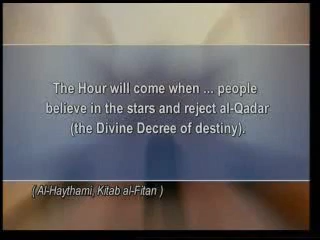 The Hour will come when ... people
believe in the stars and reject al-Qadar
(the Divine Decree of destiny).
(Al-Haythami, Kitab al-Fitan )